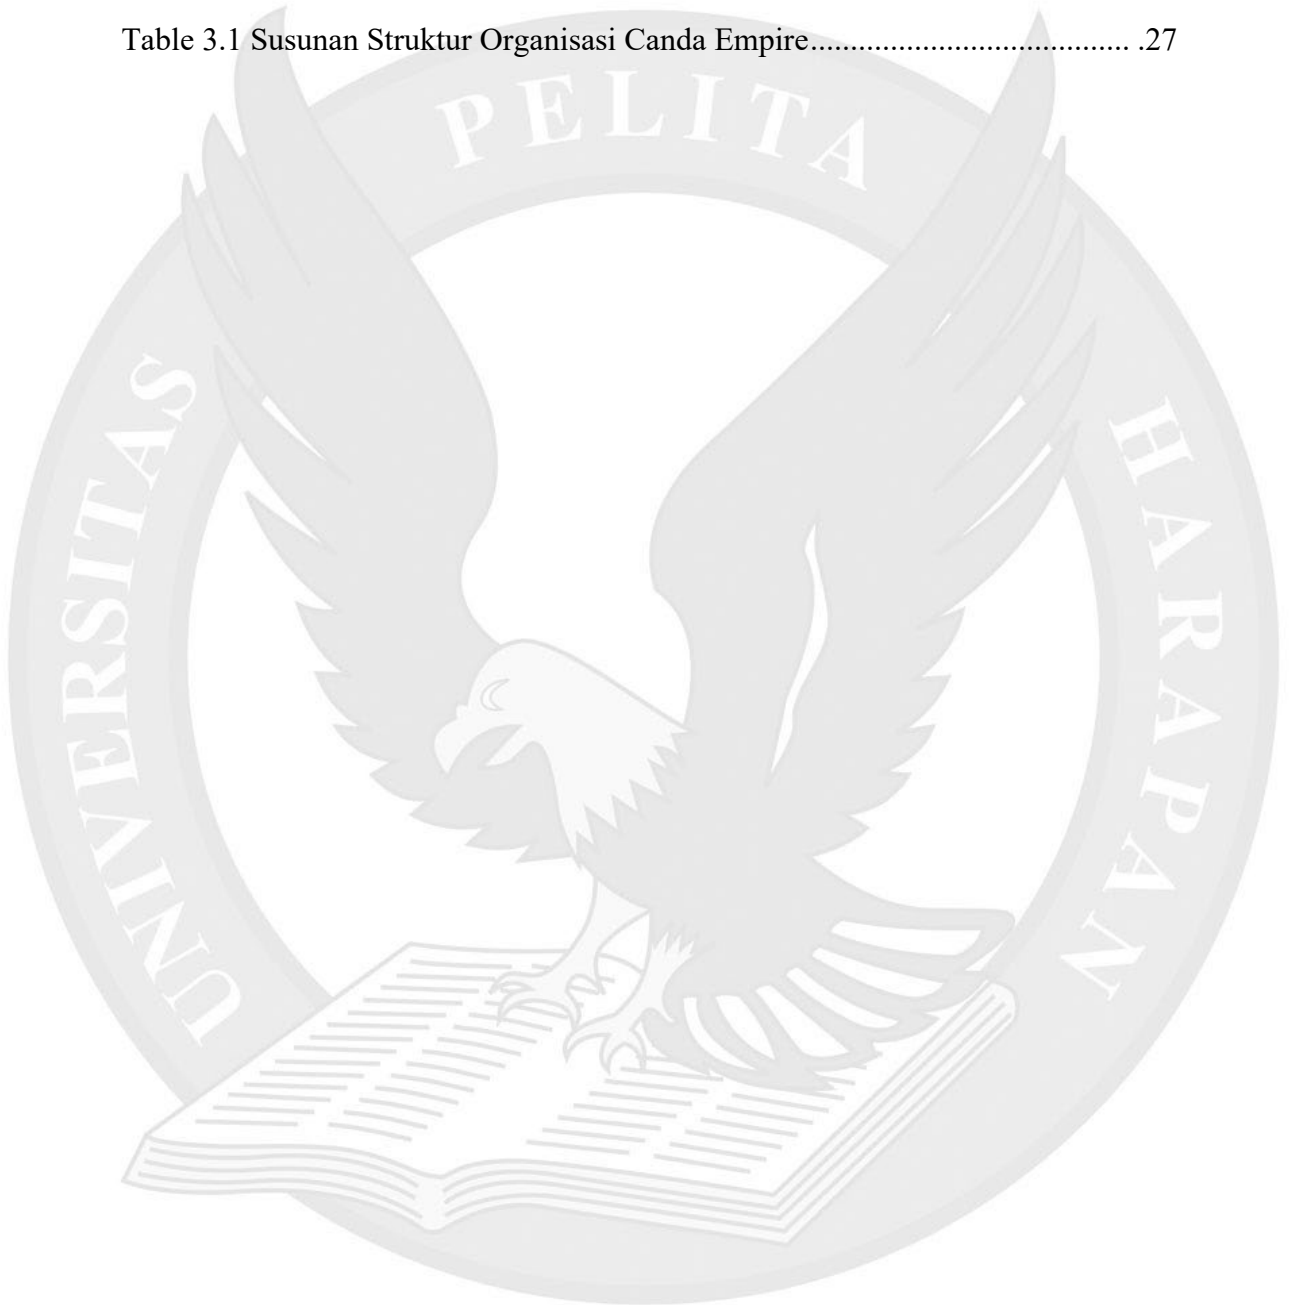 Table 3.1 Susunan Struktur Organisasi Canda Empire....................................... .27
UNIVERSITAS
PELITA
HARAPAN